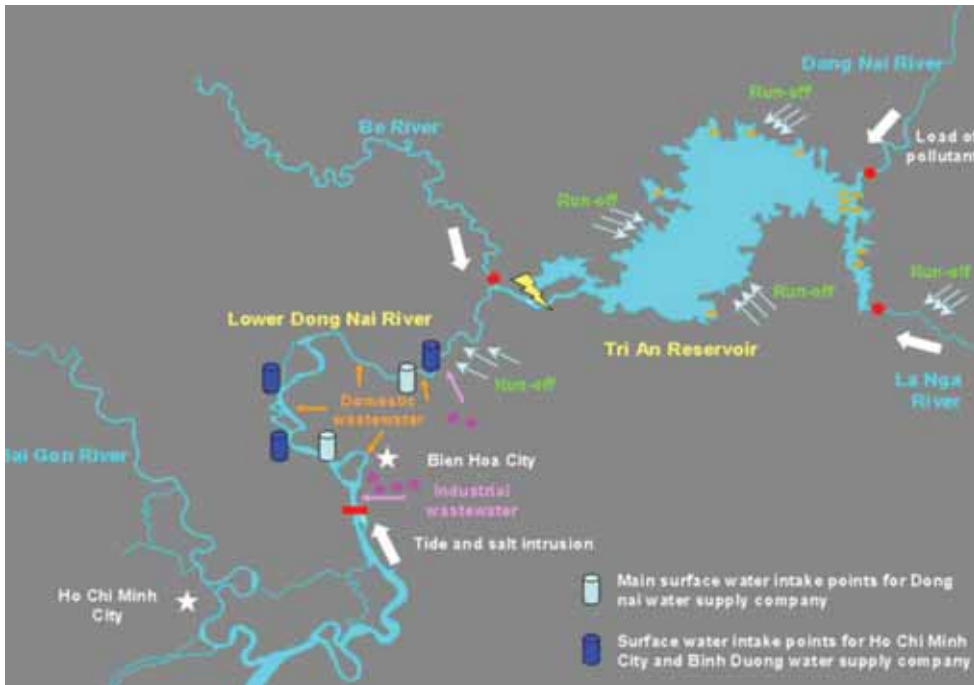 Dong Nai River
Run-off
Be River
Load of
pollutant
Run-off
Run-off
Run-off
Lower Dong Nai River
Tri An Reservoir
La Nga
River
Run-off
Domestic
wastewater
Sai Gon River
Bien Hoa City
Industrial
wastewater
Tide and salt intrusion
Ho Chi Minh
City
Main surface water intake points for Dong
nai water supply company
Surface water intake points for Ho Chi Minh
City and Binh Duong water supply company